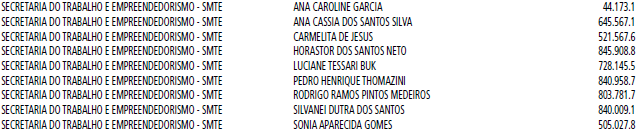 SECRETARIA DO TRABALHO E EMPREENDEDORISMO - SMTE ANA CAROLINE GARCIA 44.173.1
SECRETARIA DO TRABALHO E EMPREENDEDORISMO - SMTE ANA CASSIA DOS SANTOS SILVA 645.567.1
SECRETARIA DO TRABALHO E EMPREENDEDORISMO - SMTE CARMELITA DE JESUS 521.567.6
SECRETARIA DO TRABALHO E EMPREENDEDORISMO - SMTE HORASTOR DOS SANTOS NETO 845.908.8
SECRETARIA DO TRABALHO E EMPREENDEDORISMO - SMTE LUCIANE TESSARI BUK 728.145.5
SECRETARIA DO TRABALHO E EMPREENDEDORISMO - SMTE PEDRO HENRIQUE THOMAZINI 840.958.7
SECRETARIA DO TRABALHO E EMPREENDEDORISMO - SMTE RODRIGO RAMOS PINTOS MEDEIROS 803.781.7
SECRETARIA DO TRABALHO E EMPREENDEDORISMO - SMTE SILVANEI DUTRA DOS SANTOS 840.009.1
SECRETARIA DO TRABALHO E EMPREENDEDORISMO - SMTE SONIA APARECIDA GOMES 505.027.8